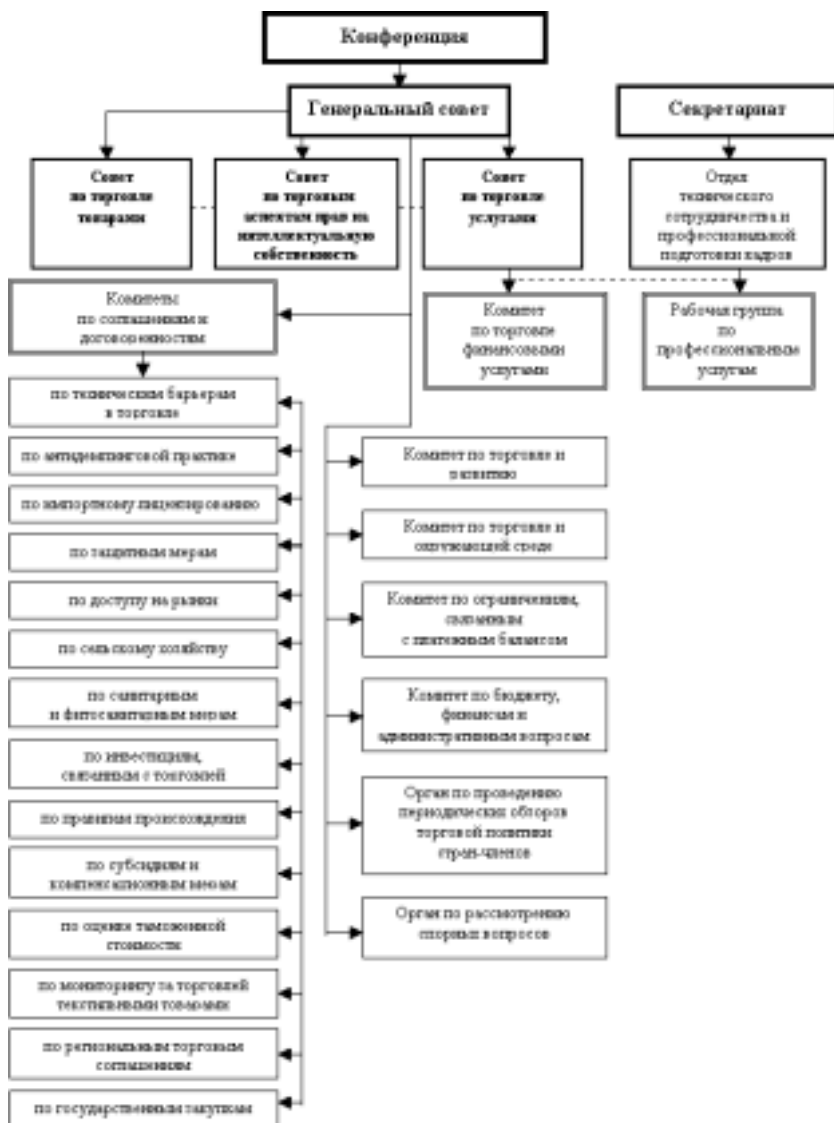 Конференция
Генеральный совет
Секретариат
Совет
по торговле
товарами
Совет
по торговым
аспектам прав на
интеллектуальную
собственность
Совет
по торговле
услугами
Отдел
технического
сотрудничества и
профессиональной
подготовки кадров
Комитеты
по соглашениям и
договоренностям
Комитет
по торговле
финансовыми
услугами
Рабочая группа
по
профессиональным
услугам
по техническим барьерам
в торговле
по антидемпинговой практике
по импортному лицензированию
по защитным мерам
по доступу на рынки
по сельскому хозяйству
по санитарным
и фитосанитарным мерам
по инвестициям,
связанным с торговлей
по правилам происхождения
по субсидиям и
компенсационным мерам
по оценке таможенной
стоимости
по мониторингу за торговлей
текстильными товарами
по региональным торговым
соглашениям
по государственным закупкам
Комитет по торговле и
развитию
Комитет по торговле и
окружающей среде
Комитет по ограничениям,
связанным
с платежным балансом
Комитет по бюджету,
финансам и
административным вопросам
Орган по проведению
периодических обзоров
торговой политики
стран-членов
Орган по рассмотрению
спорных вопросов